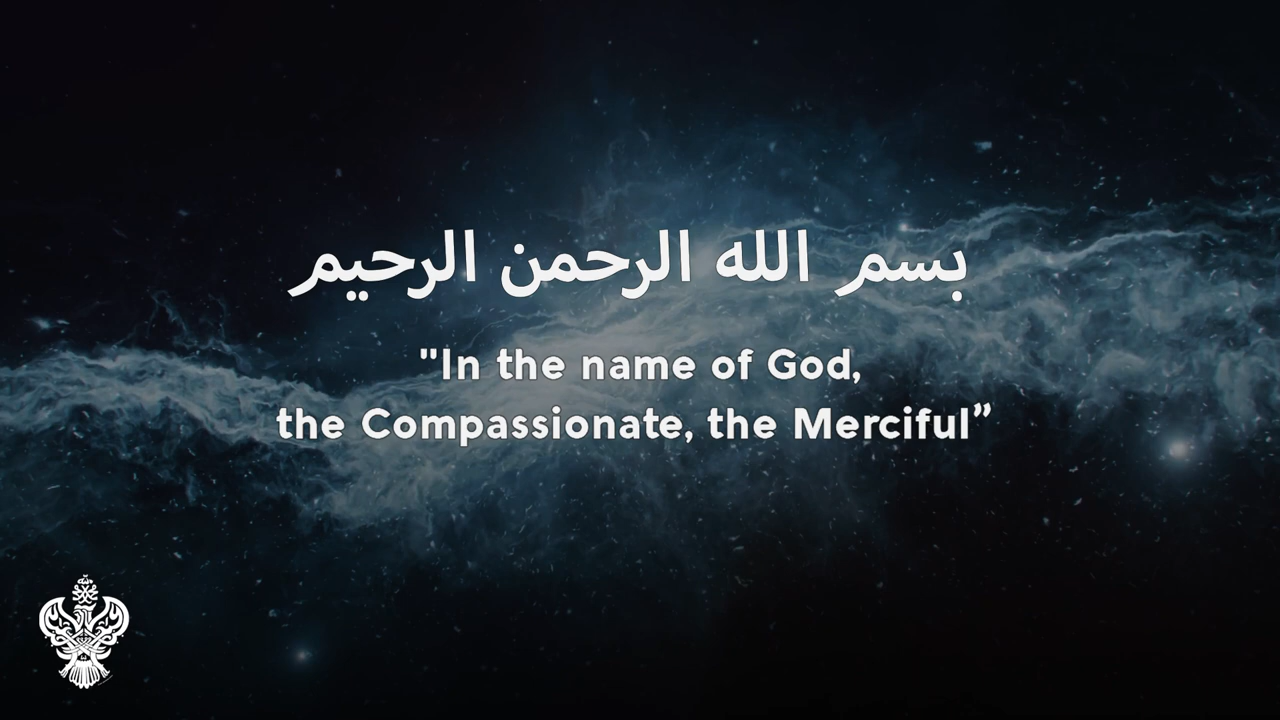 بسم الله الرحمن الرحيم
"In the name of God,
the Compassionate, the Merciful”